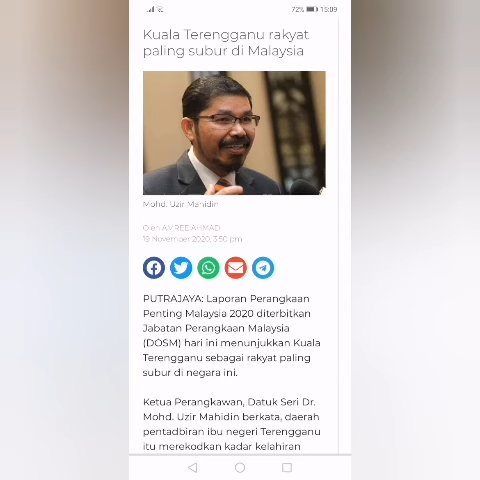 72% 15:09
Kuala Terengganu rakyat
paling subur di Malaysia
Mohd. Uzir Mahidin
Oleh AMREE AHMAD
19 November 2020, 3:50 pm
PUTRAJAYA: Laporan Perangkaan
Penting Malaysia 2020 diterbitkan
Jabatan Perangkaan Malaysia
(DOSM) hari ini menunjukkan Kuala
Terengganu sebagai rakyat paling
subur di negara ini.
Ketua Perangkawan, Datuk Seri Dr.
Mohd. Uzir Mahidin berkata, daerah
pentadbiran ibu negeri Terengganu
itu merekodkan kadar kelahiran